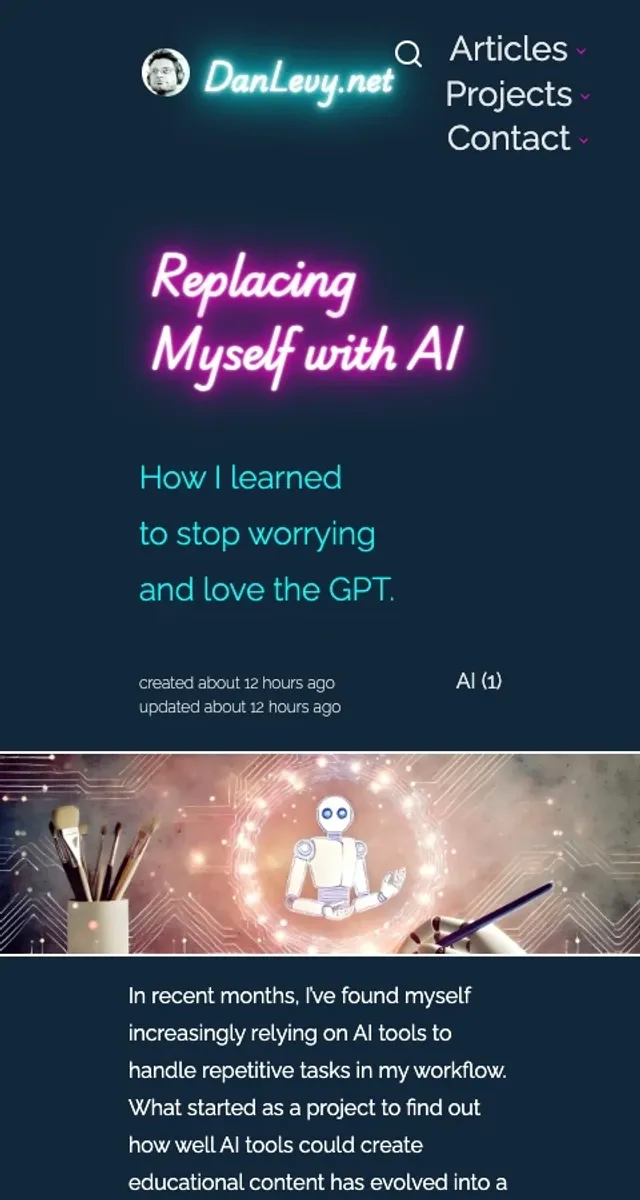 DanLevy.net
Articles
Projects
Contact
Replacing
Myself with AI
How I learned
to stop worrying
and love the GPT.
created about 12 hours ago
updated about 12 hours ago
AI (1)
In recent months, I've found myself
increasingly relying on AI tools to
handle repetitive tasks in my workflow.
What started as a project to find out
how well AI tools could create
educational content has evolved into a